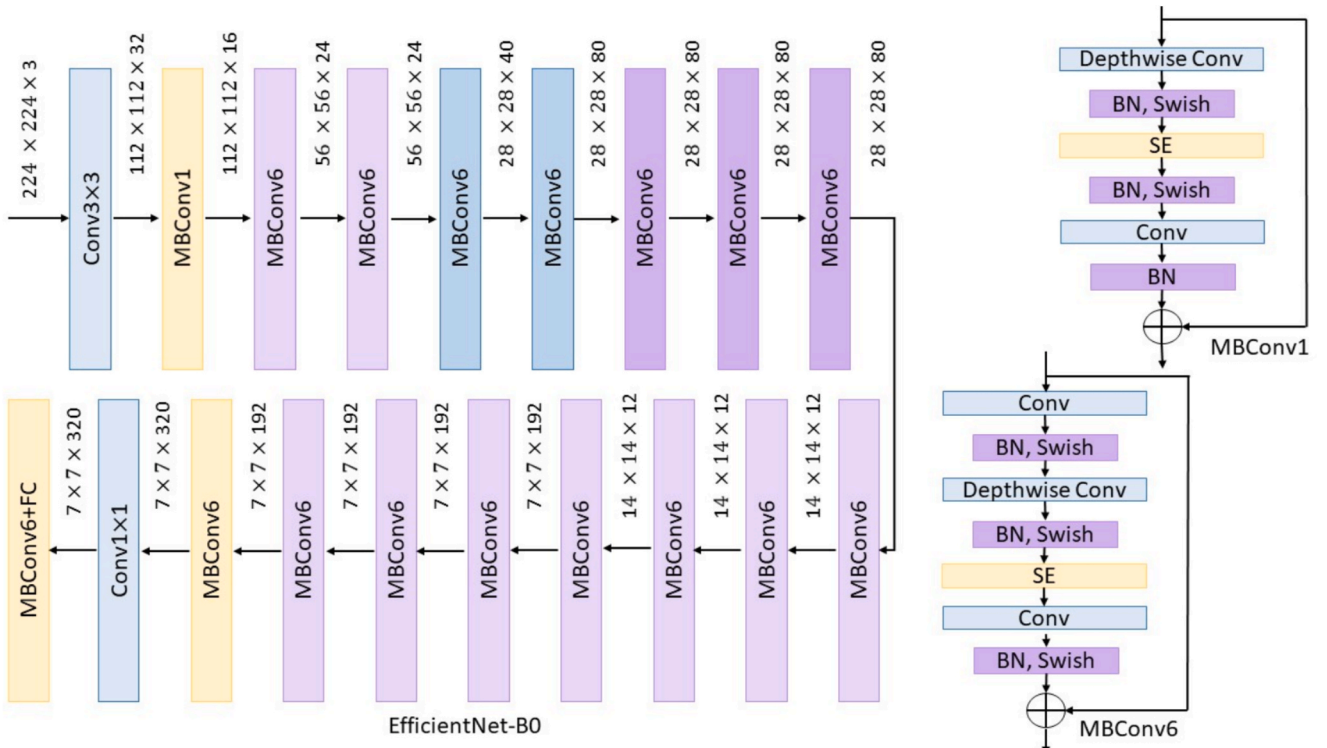 224 × 224 × 3
Conv3×3
112 × 112 × 32
MBConv1
112 × 112 × 16
MBConv6
56 × 56 × 24
MBConv6
56 × 56 × 24
MBConv6
28 × 28 × 40
MBConv6
28 × 28 × 80
MBConv6
28 × 28 × 80
MBConv6
28 × 28 × 80
MBConv6
28 × 28 × 80
MBConv6+FC
7 × 7 × 320
Conv1×1
7 × 7 × 320
MBConv6
7 × 7 × 192
MBConv6
7 × 7 × 192
MBConv6
7 × 7 × 192
MBConv6
7 × 7 × 192
MBConv6
14 × 14 × 12
MBConv6
14 × 14 × 12
MBConv6
14 × 14 × 12
MBConv6
EfficientNet-B0
Depthwise Conv
BN, Swish
SE
BN, Swish
Conv
BN
MBConv1
Conv
BN, Swish
Depthwise Conv
BN, Swish
SE
Conv
BN, Swish
MBConv6